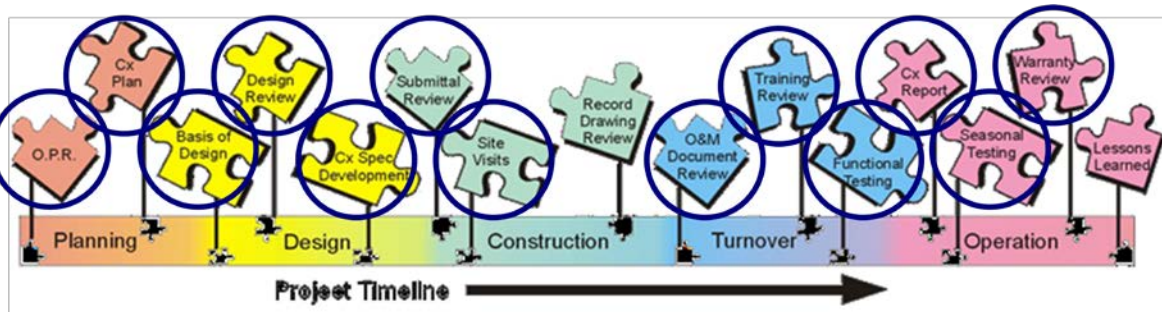 Cx
Plan
Design
Review
Submittal
Review
Record
Drawing
Review
Training
Review
Cx
Report
Warranty
Review
O.P.R.
Basis of
Design
Cx Spec
Development
Site
Visits
O&M
Document
Review
Functional
Testing
Seasonal
Testing
Lessons
Learned
Planning
Design
Construction
Turnover
Operation
Project Timeline